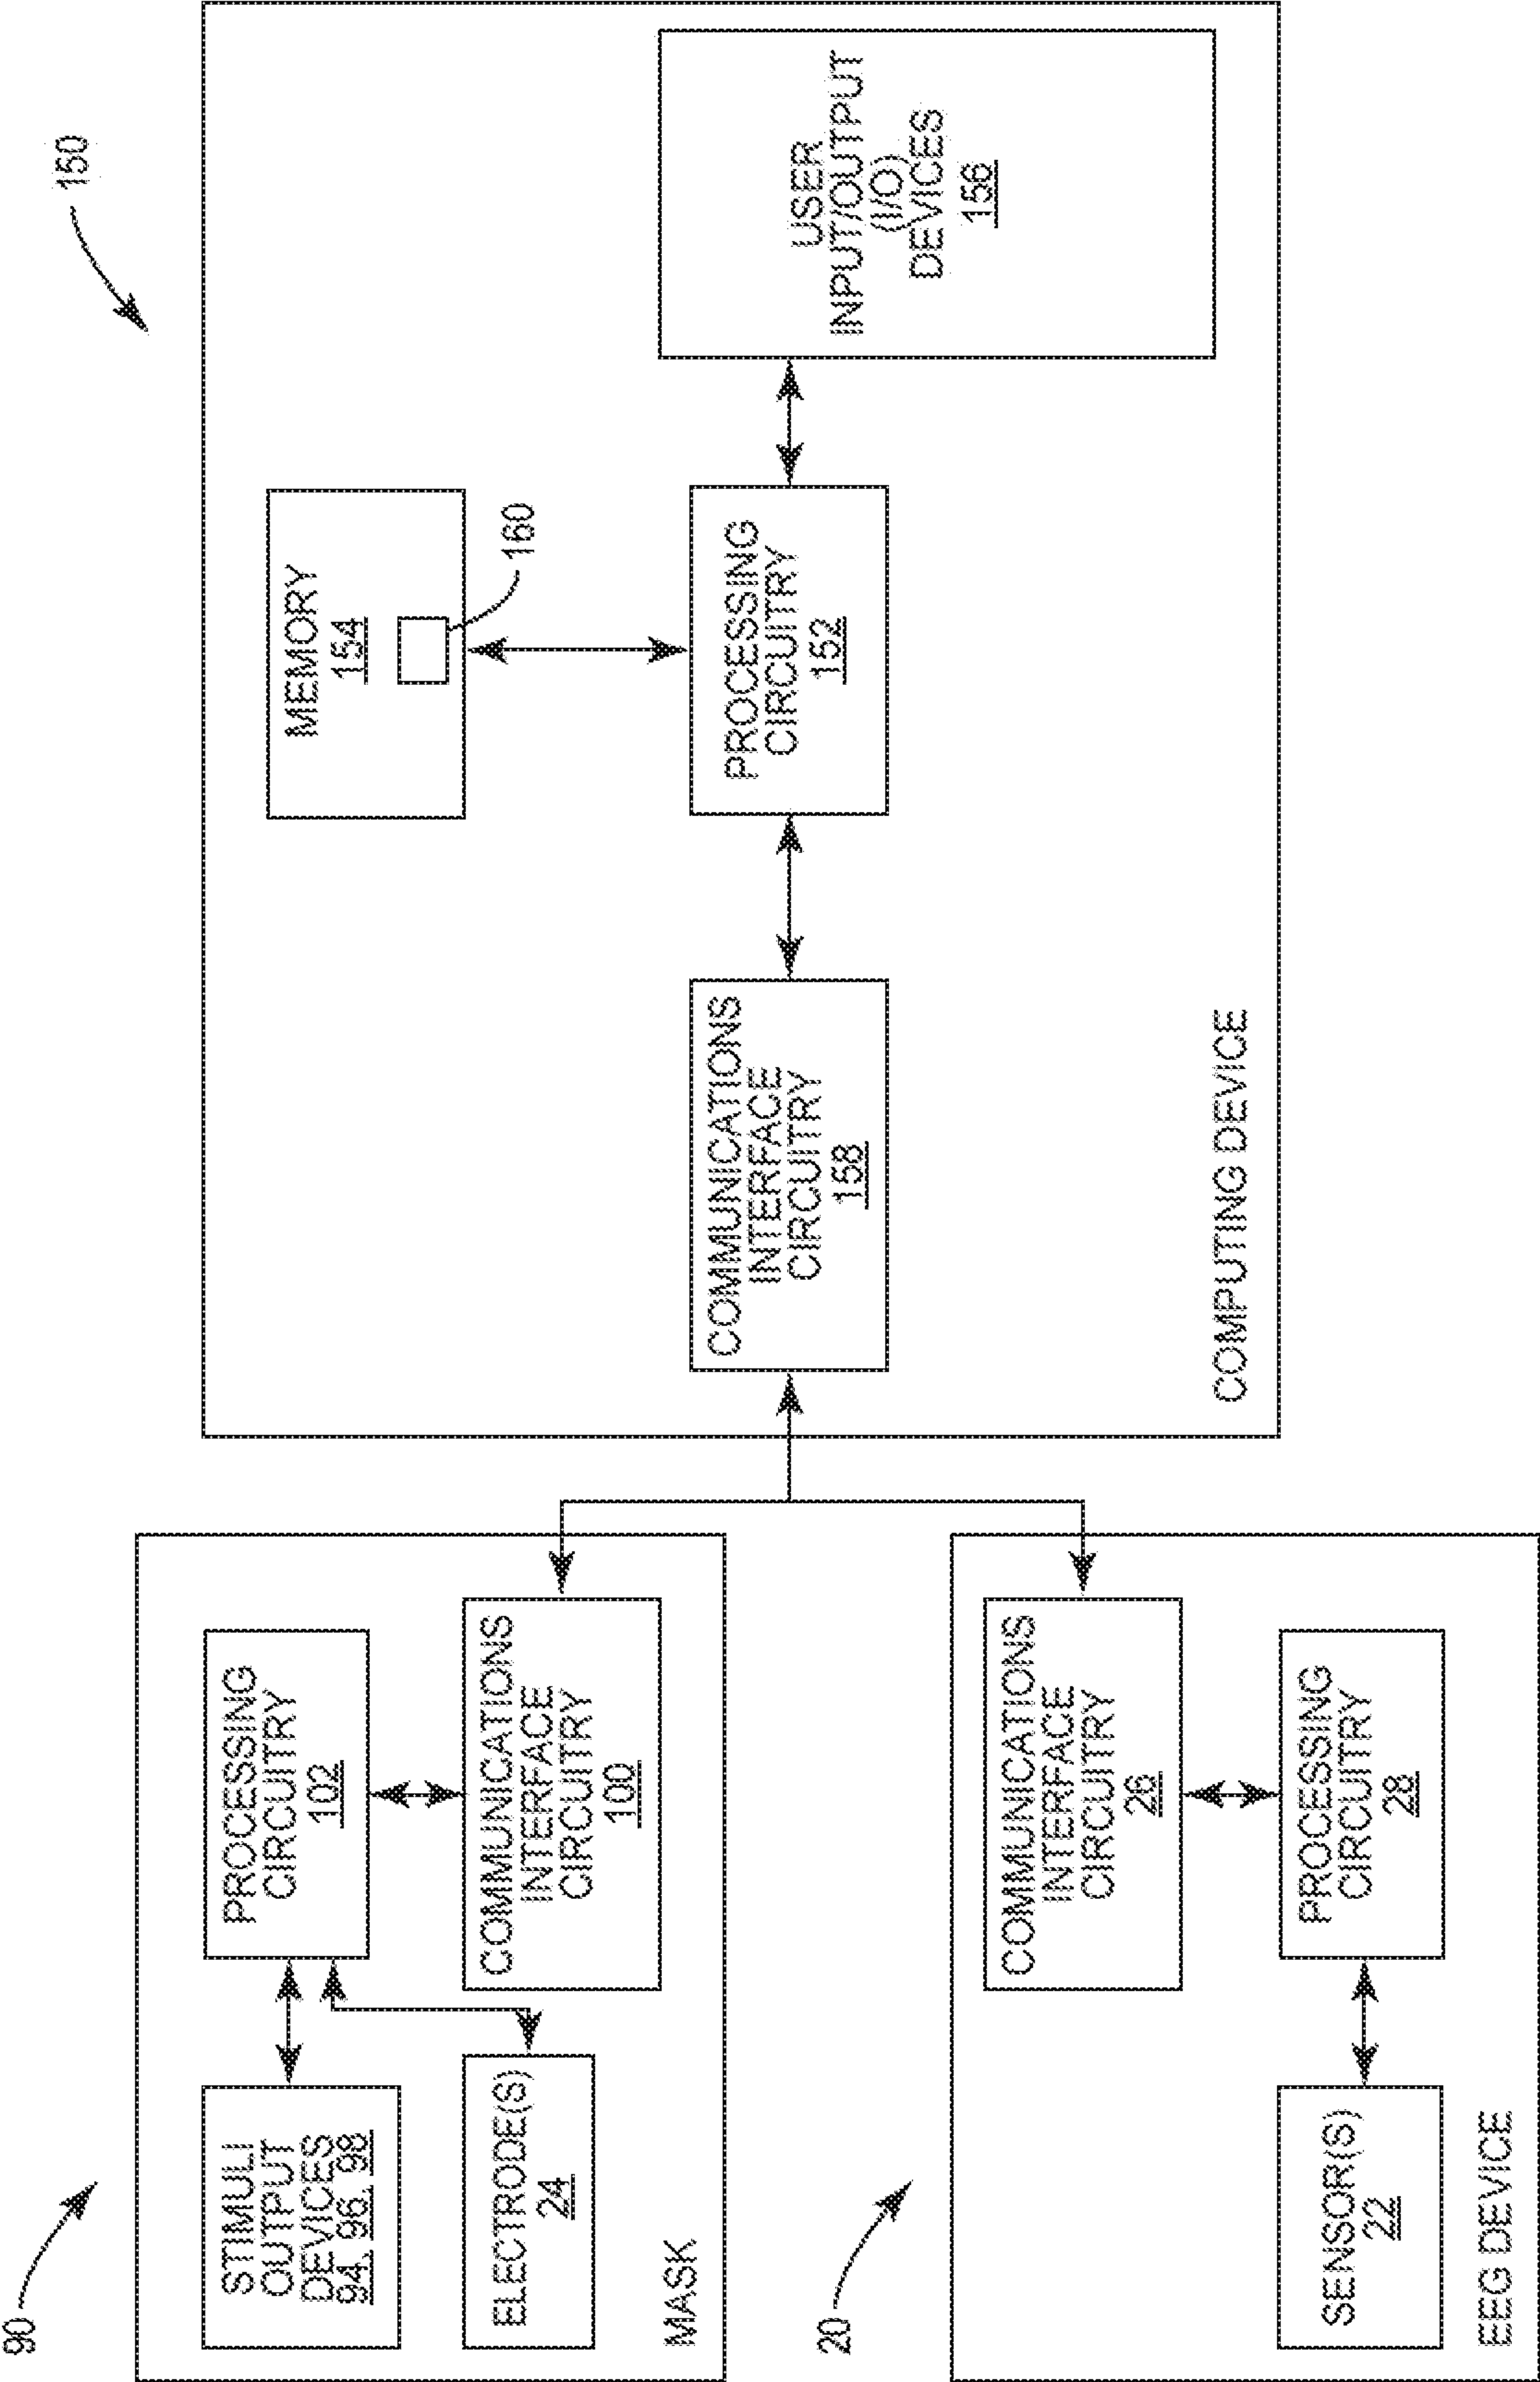 90
STIMULI
OUTPUT
DEVICES
94, 96, 98
PROCESSING
CIRCUITRY
102
ELECTRODE(S)
24
COMMUNICATIONS
INTERFACE
CIRCUITRY
100
MASK
20
COMMUNICATIONS
INTERFACE
CIRCUITRY
26
SENSOR(S)
22
PROCESSING
CIRCUITRY
28
EEG DEVICE
150
MEMORY
154
160
COMMUNICATIONS
INTERFACE
CIRCUITRY
158
PROCESSING
CIRCUITRY
152
USER
INPUT/OUTPUT
(I/O)
DEVICES
156
COMPUTING DEVICE